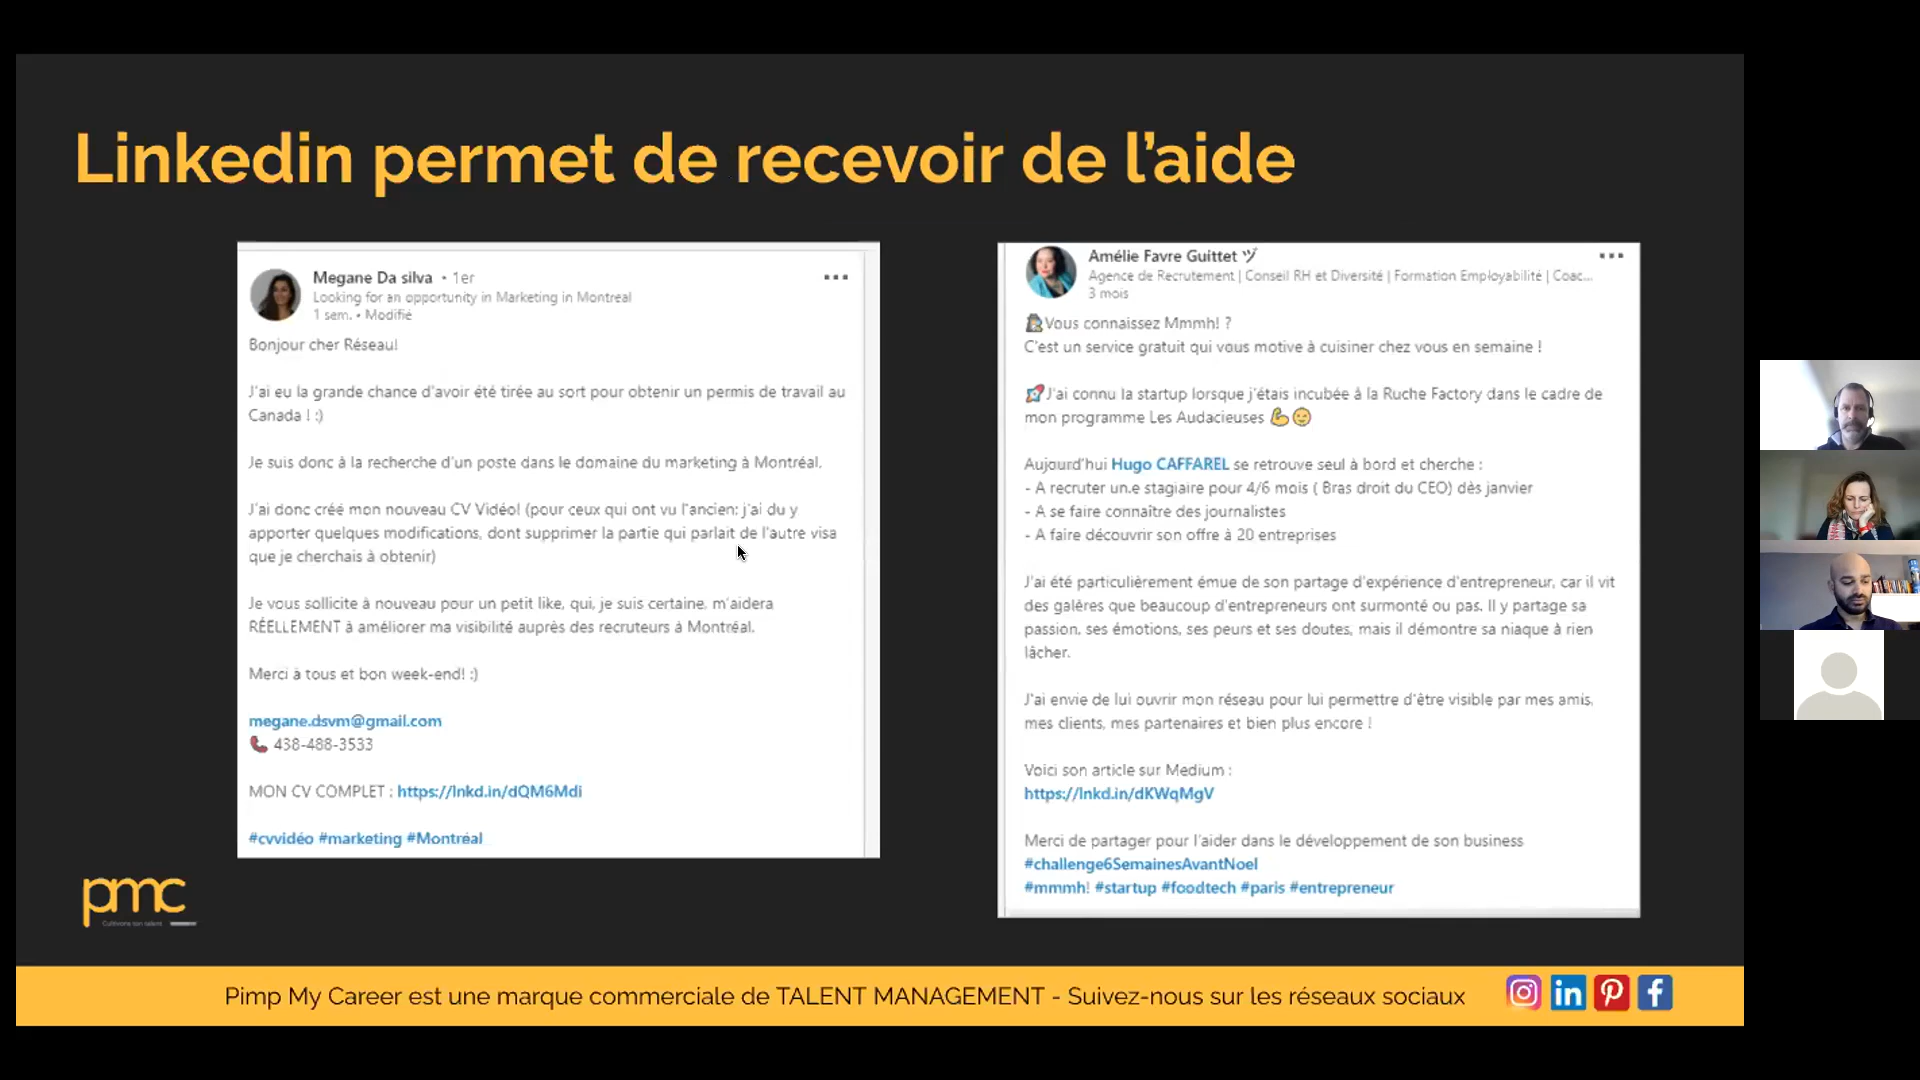 Linkedin permet de recevoir de l'aide
Megane Da silva • 1er
Looking for an opportunity in Marketing in Montreal
1 sem. • Modifié
Bonjour cher Réseau!
J'ai eu la grande chance d'avoir été tirée au sort pour obtenir un permis de travail au
Canada ! :)
Je suis donc à la recherche d'un poste dans le domaine du marketing à Montréal.
J'ai donc créé mon nouveau CV Vidéo! (pour ceux qui ont vu l'ancien: j'ai du y
apporter quelques modifications, dont supprimer la partie qui parlait de l'autre visa
que je cherchais à obtenir)
Je vous sollicite à nouveau pour un petit like, qui, je suis certaine, m'aidera
RÉELLEMENT à améliorer ma visibilité auprès des recruteurs à Montréal.
Merci à tous et bon week-end! :)
megane.dsvm@gmail.com
438-488-3533
MON CV COMPLET : https://lnkd.in/dQM6Mdi
#cvvidéo #marketing #Montréal
Amélie Favre Guittet ヅ
Agence de Recrutement | Conseil RH et Diversité | Formation Employabilité | Coac...
3 mois
Vous connaissez Mmmh! ?
C'est un service gratuit qui vous motive à cuisiner chez vous en semaine !
J'ai connu la startup lorsque j'étais incubée à la Ruche Factory dans le cadre de
mon programme Les Audacieuses
Aujourd'hui Hugo CAFFAREL se retrouve seul à bord et cherche :
- A recruter un.e stagiaire pour 4/6 mois ( Bras droit du CEO) dès janvier
- A se faire connaître des journalistes
- A faire découvrir son offre à 20 entreprises
J'ai été particulièrement émue de son partage d'expérience d'entrepreneur, car il vit
des galères que beaucoup d'entrepreneurs ont surmonté ou pas. Il y partage sa
passion, ses émotions, ses peurs et ses doutes, mais il démontre sa niaque à rien
lâcher.
J'ai envie de lui ouvrir mon réseau pour lui permettre d'être visible par mes amis,
mes clients, mes partenaires et bien plus encore !
Voici son article sur Medium :
https://lnkd.in/dKWqMgV
Merci de partager pour l'aider dans le développement de son business
#challenge6SemainesAvantNoel
#mmmh! #startup #foodtech #paris #entrepreneur
pmc
Cultivons ton talent
Pimp My Career est une marque commerciale de TALENT MANAGEMENT - Suivez-nous sur les réseaux sociaux